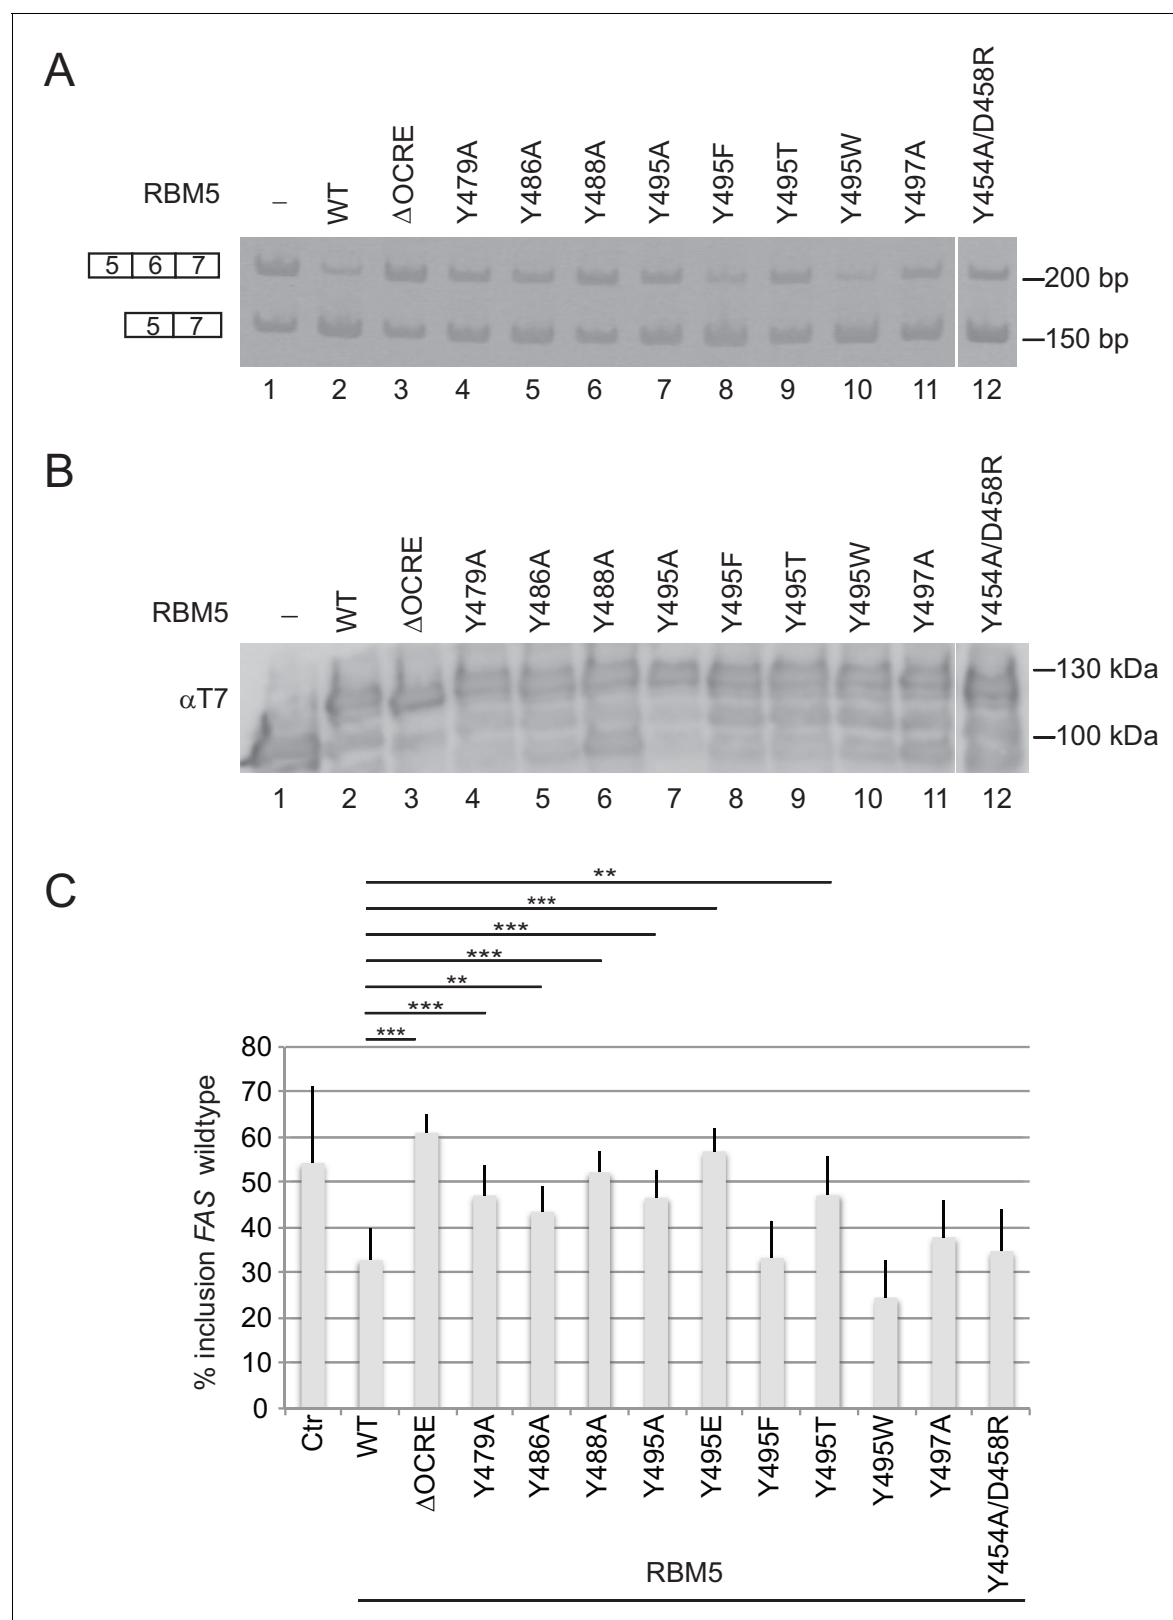 A
RBM5 – WT ΔOCRE Y479A Y486A Y488A Y495A Y495F Y495T Y495W Y497A Y454A/D458R
5 6 7
200 bp
5 7
150 bp
1 2 3 4 5 6 7 8 9 10 11 12
B
RBM5 – WT ΔOCRE Y479A Y486A Y488A Y495A Y495F Y495T Y495W Y497A Y454A/D458R
130 kDa
αT7
100 kDa
1 2 3 4 5 6 7 8 9 10 11 12
C
**
***
***
***
**
***
***
% inclusion FAS wildtype
80
70
60
50
40
30
20
10
0
Ctr WT ΔOCRE Y479A Y486A Y488A Y495A Y495E Y495F Y495T Y495W Y497A Y454A/D458R
RBM5